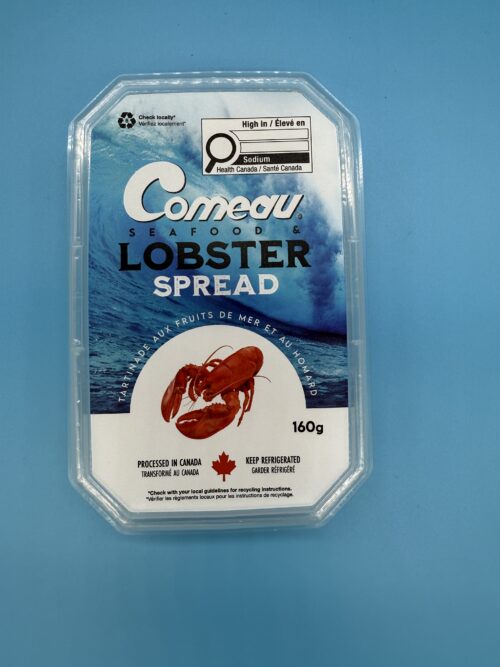 Check locally*
Vérifiez localement*
High in / Élevé en
Sodium
Health Canada / Santé Canada
Comeau
SEAFOOD &
LOBSTER
SPREAD
TARTINADE AUX FRUITS DE MER ET AU HOMARD
160g
PROCESSED IN CANADA
TRANSFORMÉ AU CANADA
KEEP REFRIGERATED
GARDER RÉFRIGÉRÉ
*Check with your local guidelines for recycling instructions.
*Vérifier les règlements locaux pour les instructions de recyclage.